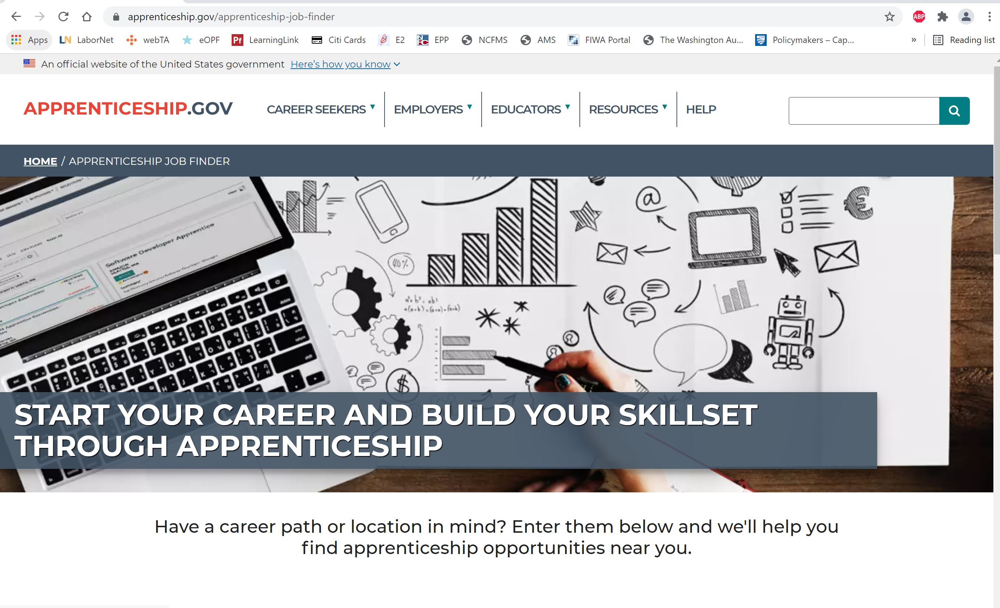 apprenticeship.gov/apprenticeship-job-finder
ABP
Apps LN LaborNet webTA eOPF Pf LearningLink Citi Cards E2 EPP NCFMS AMS FIWA Portal The Washington Au... Policymakers – Cap... » Reading list
An official website of the United States government Here's how you know
APPRENTICESHIP.GOV CAREER SEEKERS EMPLOYERS EDUCATORS RESOURCES HELP
HOME / APPRENTICESHIP JOB FINDER
Software Developer Apprentice
@
€
40%
$
START YOUR CAREER AND BUILD YOUR SKILLSET
THROUGH APPRENTICESHIP
Have a career path or location in mind? Enter them below and we'll help you
find apprenticeship opportunities near you.